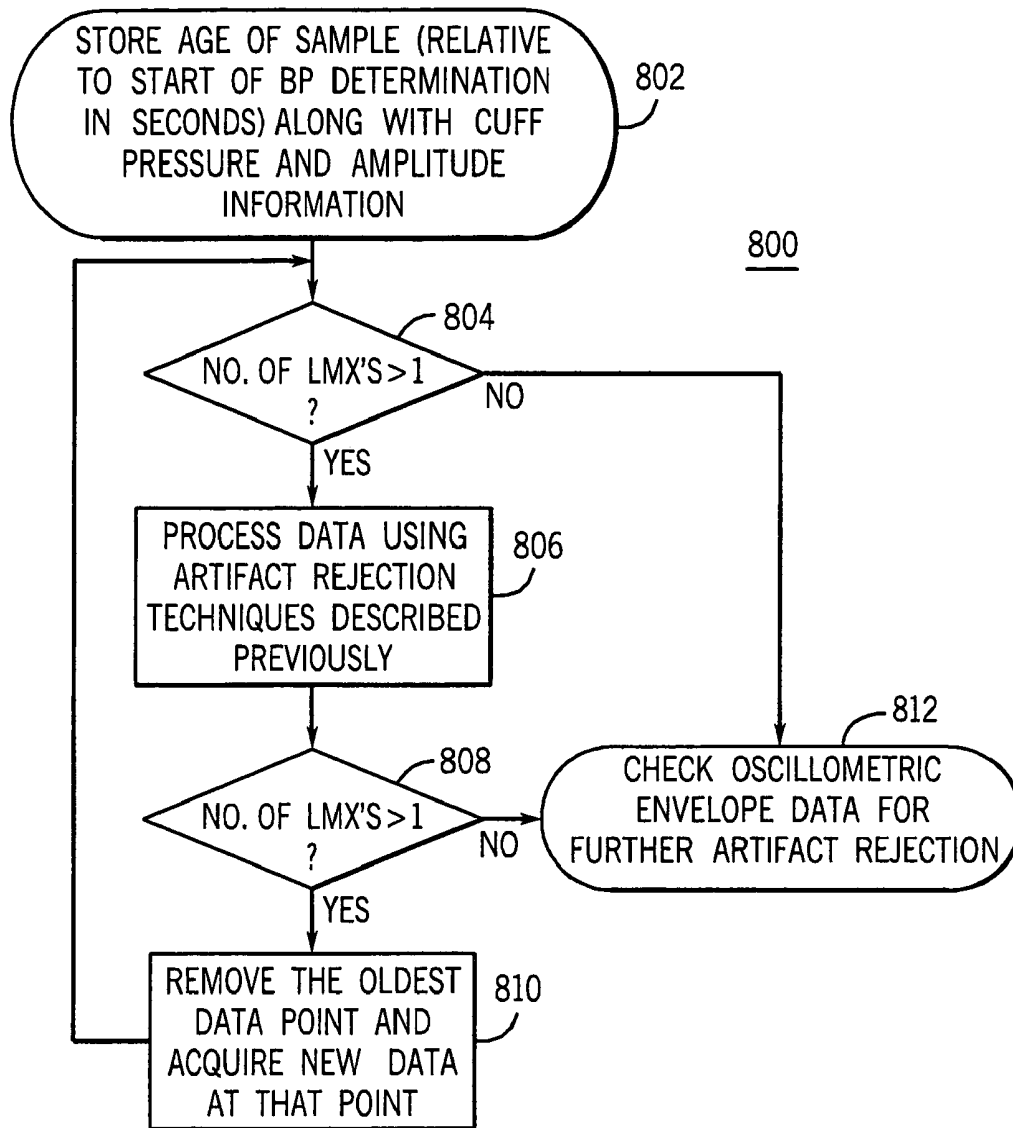 STORE AGE OF SAMPLE (RELATIVE
TO START OF BP DETERMINATION
IN SECONDS) ALONG WITH CUFF
PRESSURE AND AMPLITUDE
INFORMATION
802
800
804
NO. OF LMX'S>1
?
NO
YES
PROCESS DATA USING
ARTIFACT REJECTION
TECHNIQUES DESCRIBED
PREVIOUSLY
806
808
NO. OF LMX'S>1
?
NO
YES
812
CHECK OSCILLOMETRIC
ENVELOPE DATA FOR
FURTHER ARTIFACT REJECTION
REMOVE THE OLDEST
DATA POINT AND
ACQUIRE NEW DATA
AT THAT POINT
810